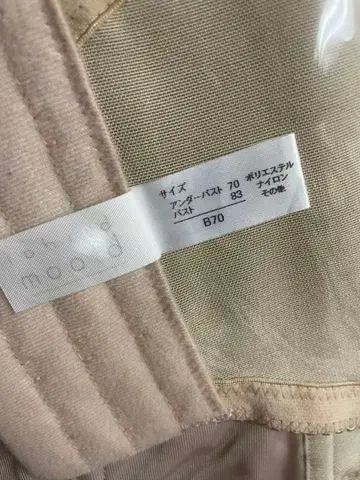 サイズ
アンダーバスト 70
バスト 83
B70
ポリエステル
ナイロン
その他
mood